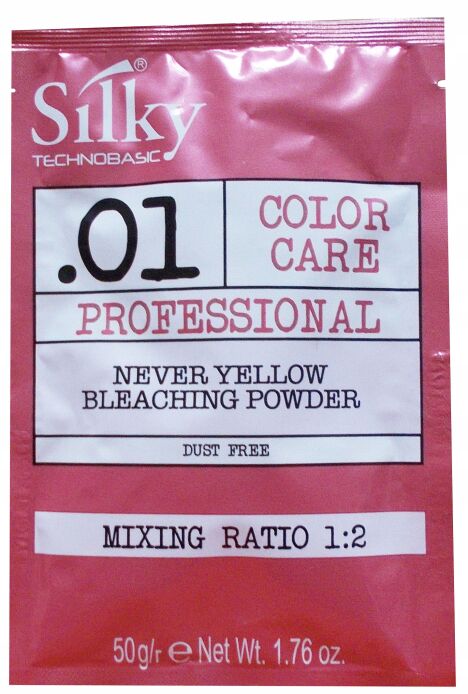 Silky®
TECHNOBASIC
.01
COLOR
CARE
PROFESSIONAL
NEVER YELLOW
BLEACHING POWDER
DUST FREE
MIXING RATIO 1:2
50g/r ℮ Net Wt. 1.76 oz.